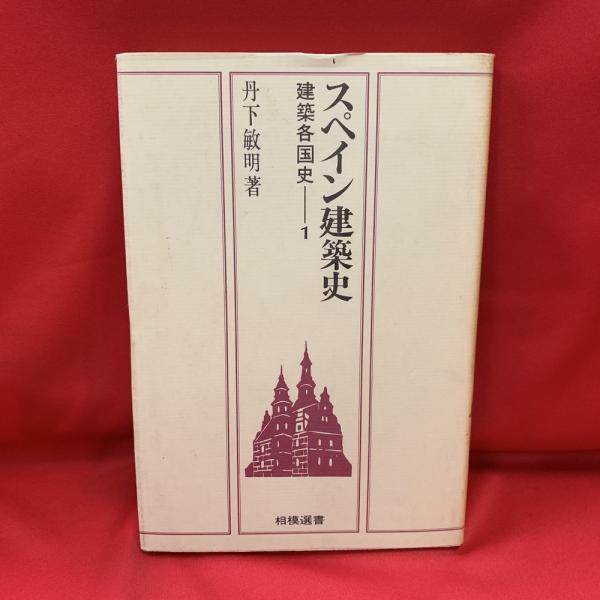 スペイン建築史
建築各国史——1
丹下敏明著
相模選書